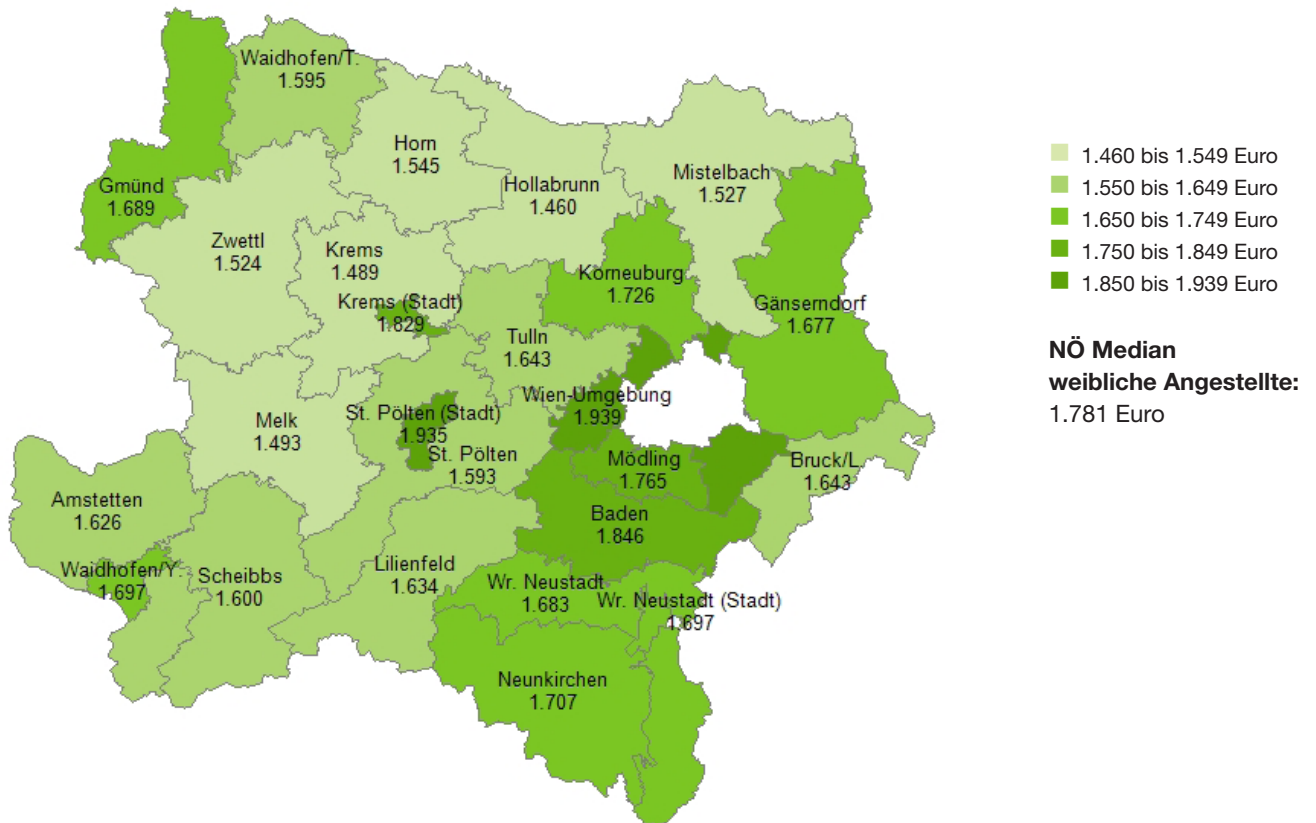 Waidhofen/T.
1.595
Horn
1.545
Hollabrunn
1.460
Mistelbach
1.527
Gmünd
1.689
Zwettl
1.524
Krems
1.489
Krems (Stadt)
1.829
Korneuburg
1.726
Gänserndorf
1.677
Tulln
1.643
Wien-Umgebung
1.939
Melk
1.493
St. Pölten (Stadt)
1.935
St. Pölten
1.593
Mödling
1.765
Bruck/L.
1.643
Baden
1.846
Amstetten
1.626
Waidhofen/Y.
1.697
Scheibbs
1.600
Lilienfeld
1.634
Wr. Neustadt
1.683
Wr. Neustadt (Stadt)
1.697
Neunkirchen
1.707
1.460 bis 1.549 Euro
1.550 bis 1.649 Euro
1.650 bis 1.749 Euro
1.750 bis 1.849 Euro
1.850 bis 1.939 Euro
NÖ Median
weibliche Angestellte:
1.781 Euro